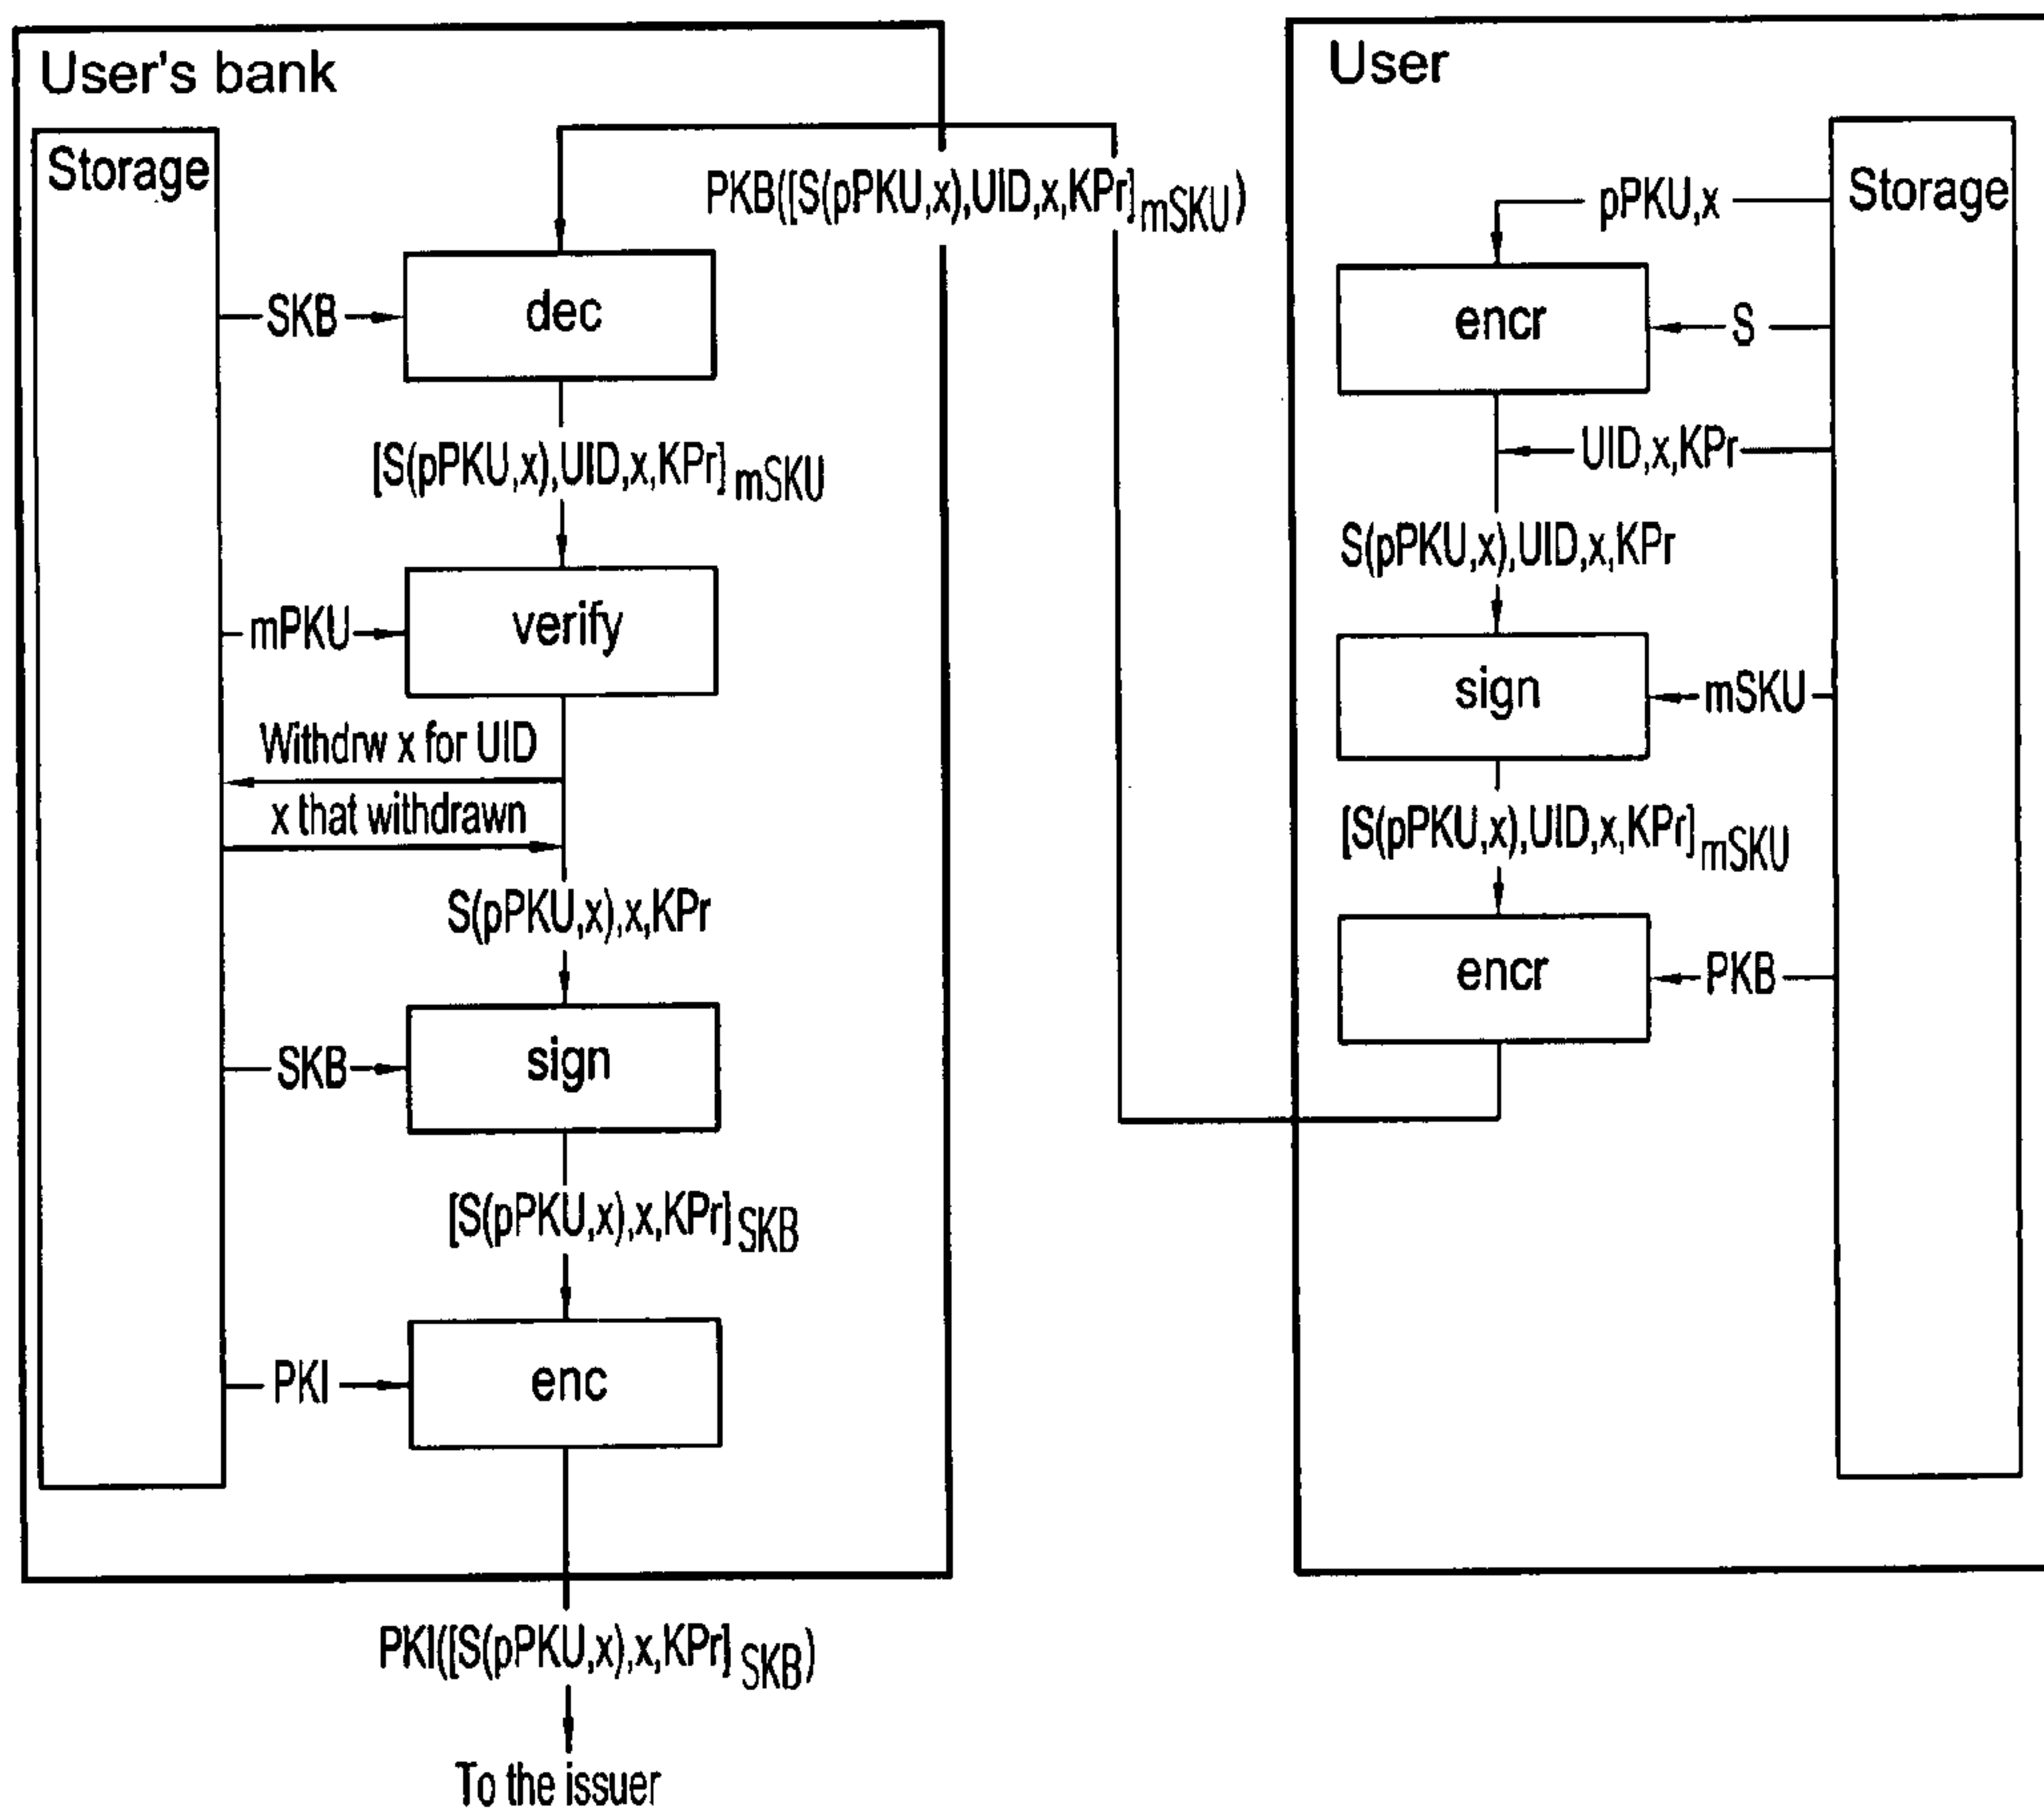 User's bank
Storage
PKB([S(pPKU,x),UID,x,KPr]mSKU)
SKB
dec
[S(pPKU,x),UID,x,KPr]mSKU
mPKU
verify
Withdrw x for UID
x that withdrawn
S(pPKU,x),x,KPr
SKB
sign
[S(pPKU,x),x,KPr]SKB
PKI
enc
PKI([S(pPKU,x),x,KPr]SKB)
To the issuer
User
Storage
pPKU,x
encr
S
UID,x,KPr
S(pPKU,x),UID,x,KPr
sign
mSKU
[S(pPKU,x),UID,x,KPr]mSKU
encr
PKB